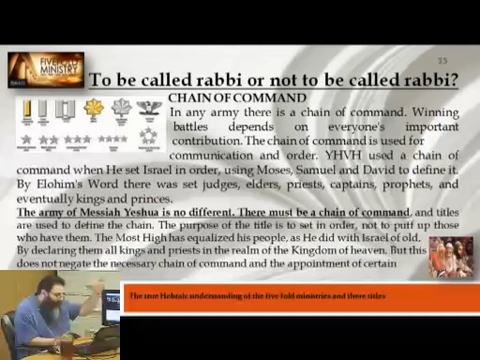 FIVEFOLD
MINISTRY
35
To be called rabbi or not to be called rabbi?
CHAIN OF COMMAND
In any army there is a chain of command. Winning
battles depends on everyone's important
contribution. The chain of command is used for
communication and order. YHVH used a chain of
command when He set Israel in order, using Moses, Samuel and David to define it.
By Elohim's Word there was set judges, elders, priests, captains, prophets, and
eventually kings and princes.
The army of Messiah Yeshua is no different. There must be a chain of command, and titles
are used to define the chain. The purpose of the title is to set in order, not to puff up those
who have them. The Most High has equalized his people, as He did with Israel of old,
By declaring them all kings and priests in the realm of the Kingdom of heaven. But this
does not negate the necessary chain of command and the appointment of certain
The true Hebraic understanding of the five fold ministries and there titles